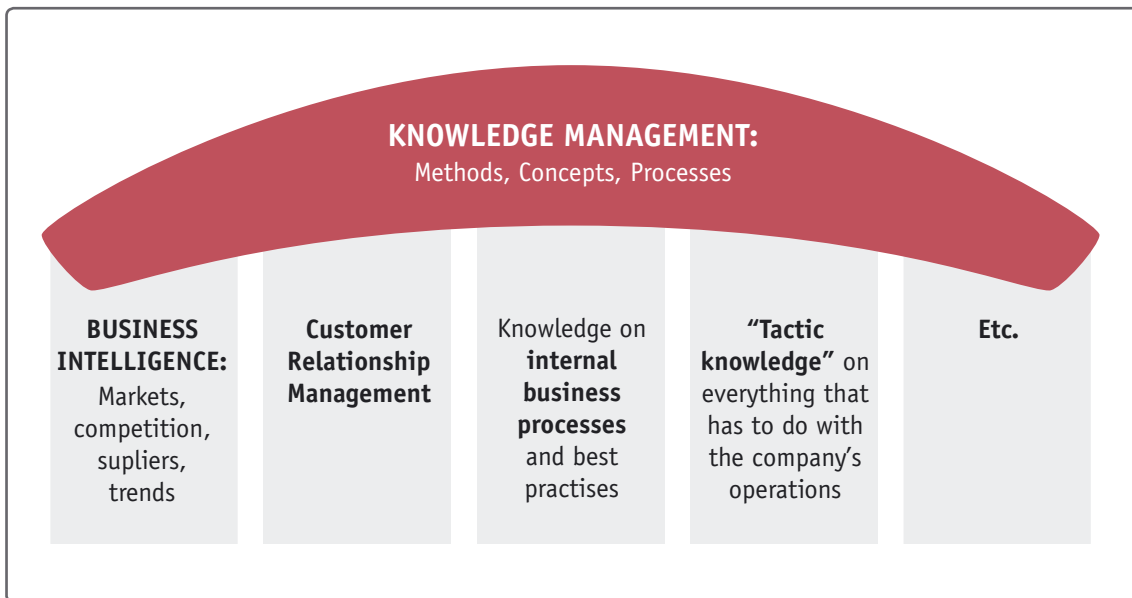 KNOWLEDGE MANAGEMENT:
Methods, Concepts, Processes
BUSINESS
INTELLIGENCE:
Markets,
competition,
supliers,
trends
Customer
Relationship
Management
Knowledge on
internal
business
processes
and best
practises
“Tactic
knowledge” on
everything that
has to do with
the company’s
operations
Etc.